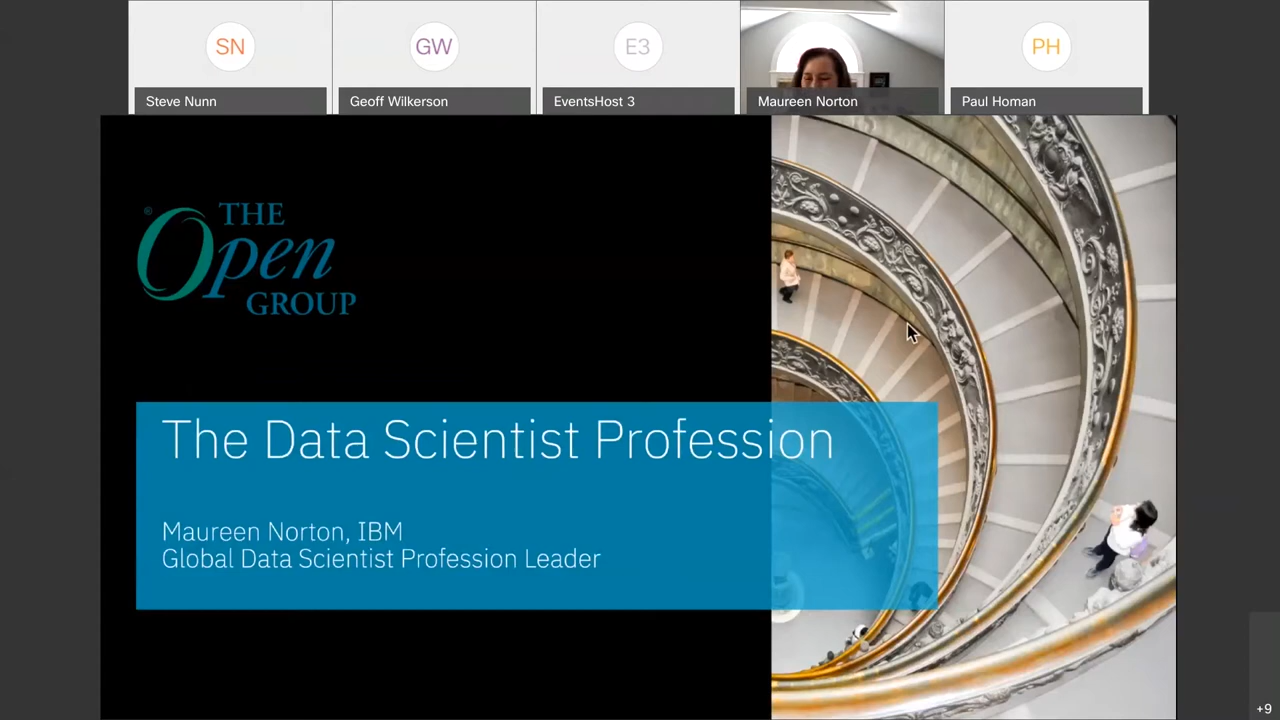 SN
GW
E3
PH
Steve Nunn
Geoff Wilkerson
EventsHost 3
Maureen Norton
Paul Homan
® THE
Open
GROUP
The Data Scientist Profession
Maureen Norton, IBM
Global Data Scientist Profession Leader
+9